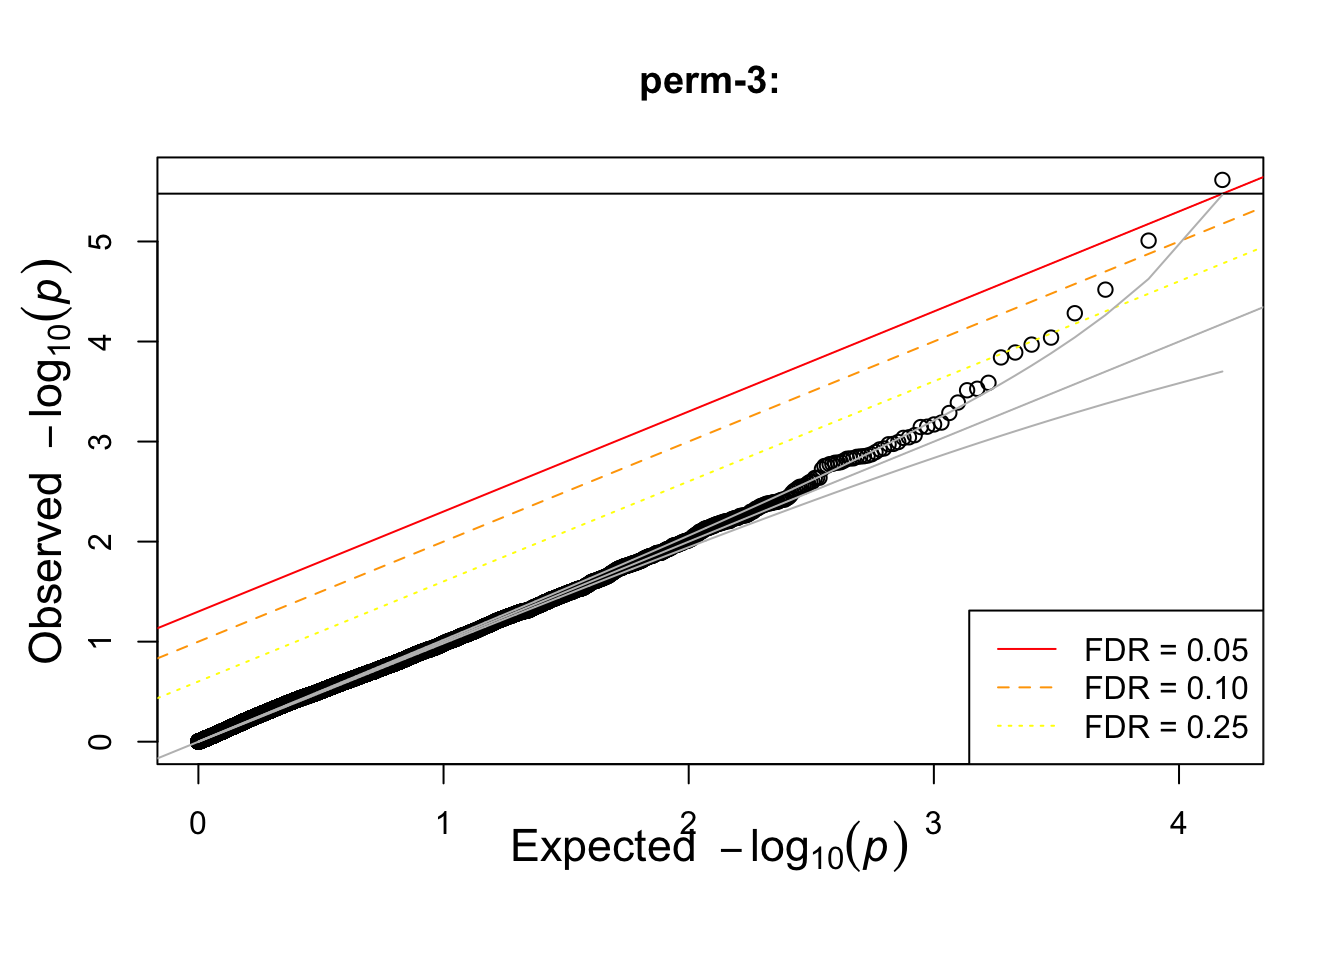 perm-3:
Observed −log10(p)
5
4
3
2
1
0
FDR = 0.05
FDR = 0.10
FDR = 0.25
0 1 2 3 4
Expected −log10(p)